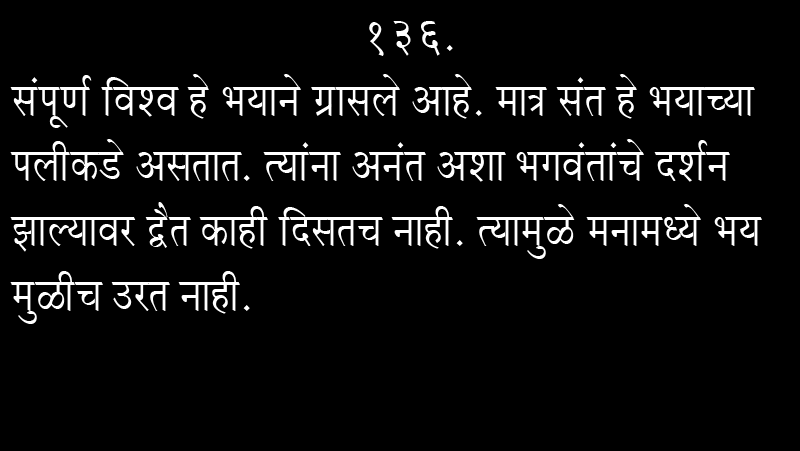 १३६.
संपूर्ण विश्व हे भयाने ग्रासले आहे. मात्र संत हे भयाच्या
पलीकडे असतात. त्यांना अनंत अशा भगवंतांचे दर्शन
झाल्यावर द्वैत काही दिसतच नाही. त्यामुळे मनामध्ये भय
मुळीच उरत नाही.